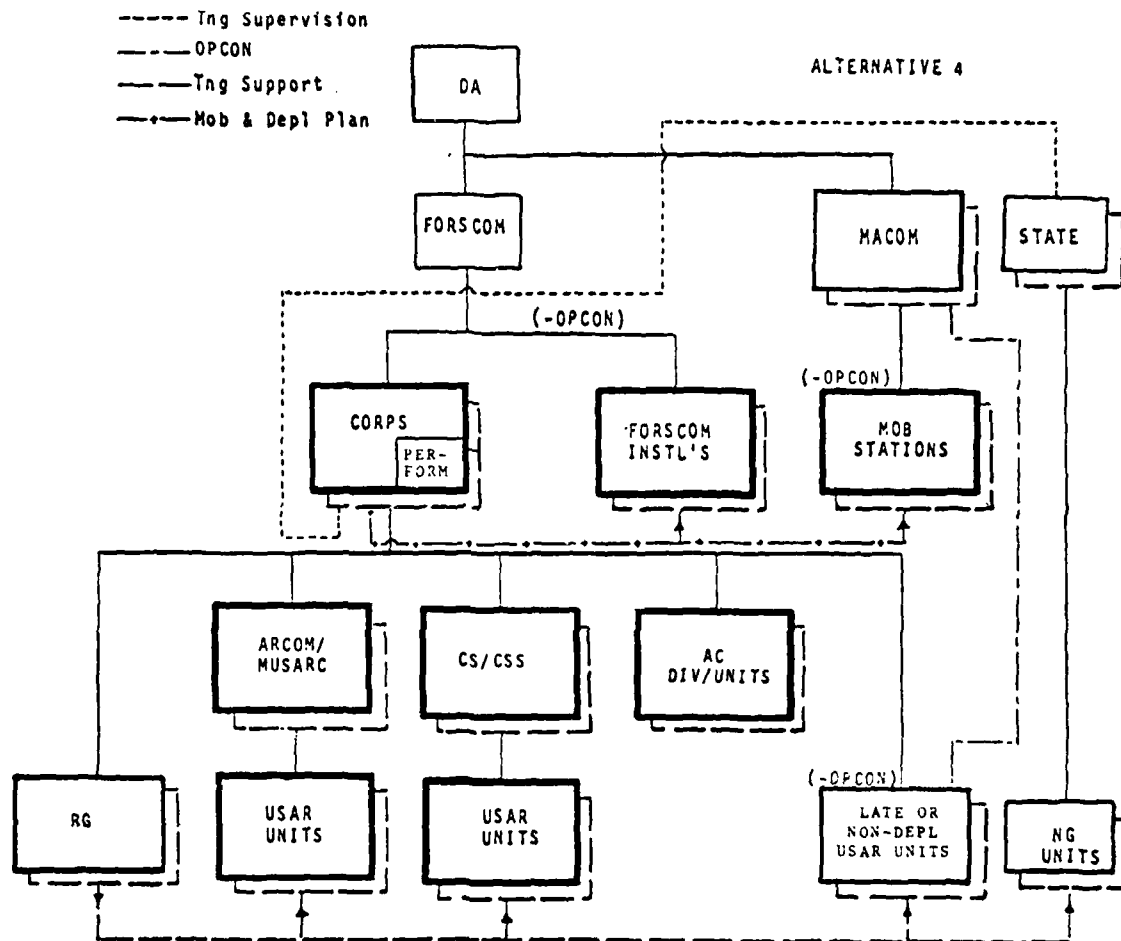 Tng Supervision
OPCON
Tng Support
Mob & Depl Plan
ALTERNATIVE 4
DA
FORSCOM
MACOM
STATE
(-OPCON)
(-OPCON)
CORPS
PER-
FORM
FORSCOM
INSTL'S
MOB
STATIONS
ARCOM/
MUSARC
CS/CSS
AC
DIV/UNITS
(-OPCON)
RG
USAR
UNITS
USAR
UNITS
LATE OR
NON-DEPL
USAR UNITS
NG
UNITS